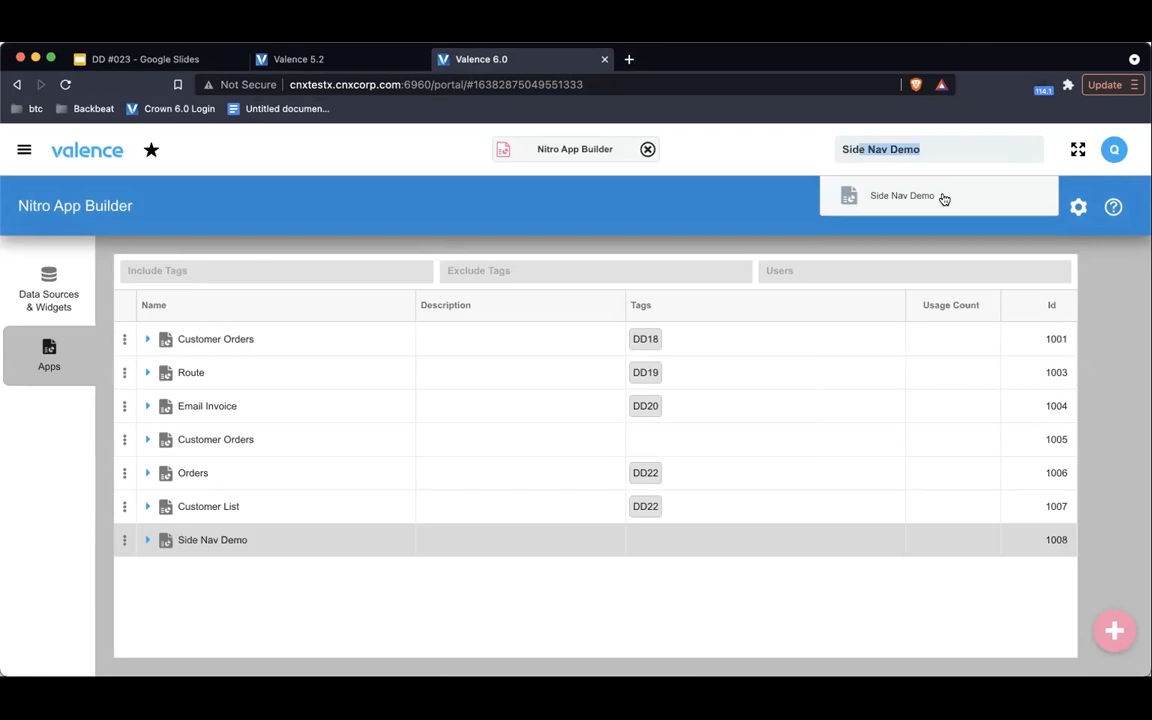 DD #023 - Google Slides
Valence 5.2
Valence 6.0
Not Secure
cnxtestx.cnxcorp.com:6960/portal/#16382875049551333
114.1
Update
btc
Backbeat
Crown 6.0 Login
Untitled documen...
valence
Nitro App Builder
Side Nav Demo
Q
Side Nav Demo
Nitro App Builder
Data Sources
& Widgets
Apps
Include Tags
Exclude Tags
Users
Name
Description
Tags
Usage Count
Id
Customer Orders
DD18
1001
Route
DD19
1003
Email Invoice
DD20
1004
Customer Orders
1005
Orders
DD22
1006
Customer List
DD22
1007
Side Nav Demo
1008